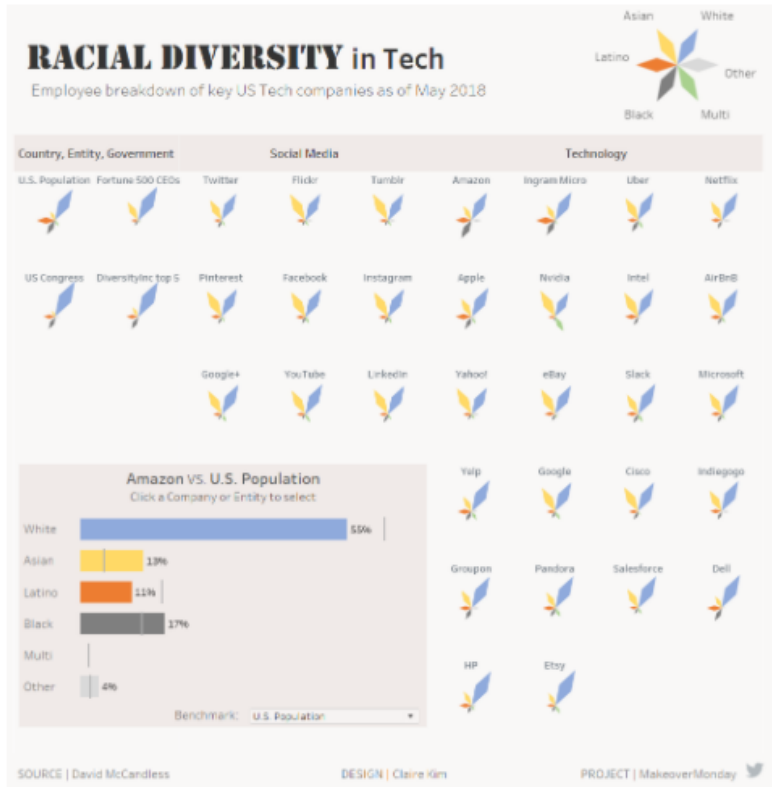 Asian White
RACIAL DIVERSITY in Tech
Latino
Other
Employee breakdown of key US Tech companies as of May 2018
Black Multi
Country, Entity, Government Social Media Technology
U.S. Population Fortune 500 CEOs Twitter Flickr Tumblr Amazon Ingram Micro Uber Netflix
US Congress DiversityInc top 5 Pinterest Facebook Instagram Apple Nvidia Intel AirBnB
Google+ YouTube LinkedIn Yahoo! eBay Slack Microsoft
Yelp Google Cisco Indiegogo
Groupon Pandora Salesforce Dell
HP Etsy
Amazon VS. U.S. Population
Click a Company or Entity to select
White 55%
Asian 13%
Latino 11%
Black 17%
Multi
Other 4%
Benchmark: U.S. Population
SOURCE | David McCandless DESIGN | Claire Kim PROJECT | MakeoverMonday